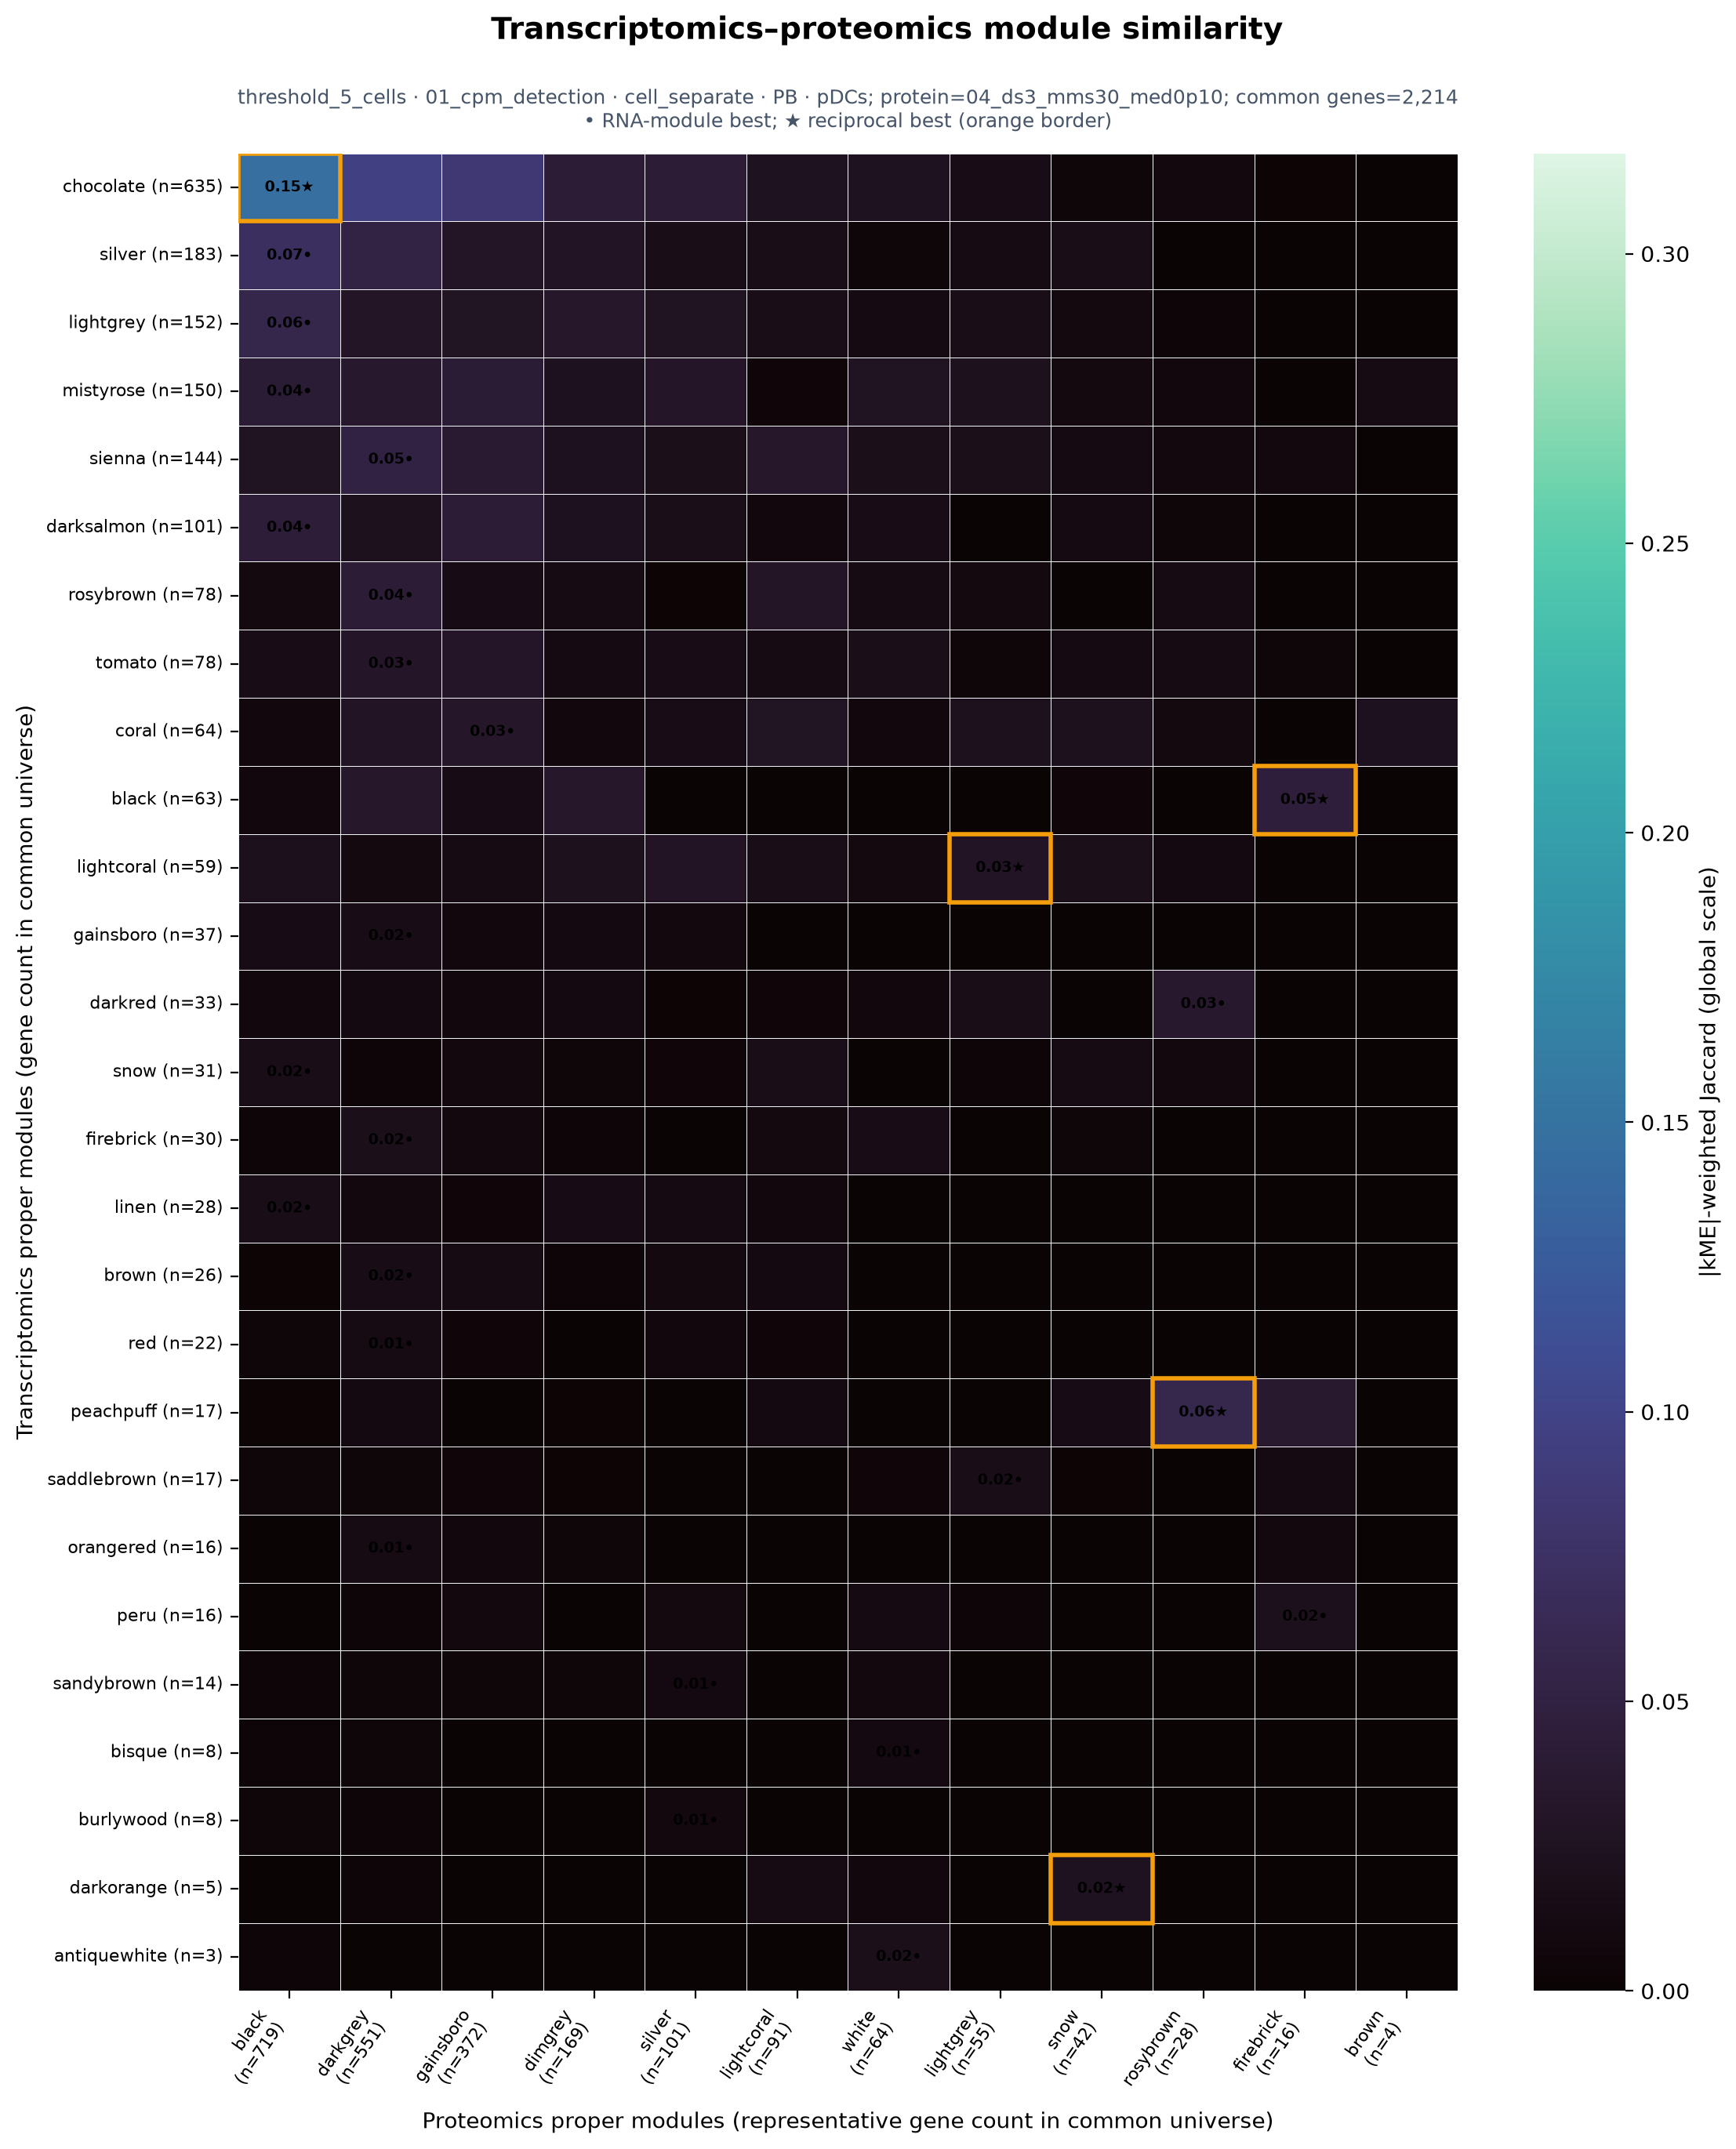 Transcriptomics–proteomics module similarity
threshold_5_cells · 01_cpm_detection · cell_separate · PB · pDCs; protein=04_ds3_mms30_med0p10; common genes=2,214
• RNA-module best; ★ reciprocal best (orange border)
Transcriptomics proper modules (gene count in common universe)
chocolate (n=635) 0.15★
silver (n=183) 0.07•
lightgrey (n=152) 0.06•
mistyrose (n=150) 0.04•
sienna (n=144) 0.05•
darksalmon (n=101) 0.04•
rosybrown (n=78) 0.04•
tomato (n=78) 0.03•
coral (n=64) 0.03•
black (n=63) 0.05★
lightcoral (n=59) 0.03★
gainsboro (n=37) 0.02•
darkred (n=33) 0.03•
snow (n=31) 0.02•
firebrick (n=30) 0.02•
linen (n=28) 0.02•
brown (n=26) 0.02•
red (n=22) 0.01•
peachpuff (n=17) 0.06★
saddlebrown (n=17) 0.02•
orangered (n=16) 0.01•
peru (n=16) 0.02•
sandybrown (n=14) 0.01•
bisque (n=8) 0.01•
burlywood (n=8) 0.01•
darkorange (n=5) 0.02★
antiquewhite (n=3) 0.02•
black
(n=719)
darkgrey
(n=551)
gainsboro
(n=372)
dimgrey
(n=169)
silver
(n=101)
lightcoral
(n=91)
white
(n=64)
lightgrey
(n=55)
snow
(n=42)
rosybrown
(n=28)
firebrick
(n=16)
brown
(n=4)
Proteomics proper modules (representative gene count in common universe)
0.30
0.25
0.20
0.15
0.10
0.05
0.00
|kME|-weighted Jaccard (global scale)